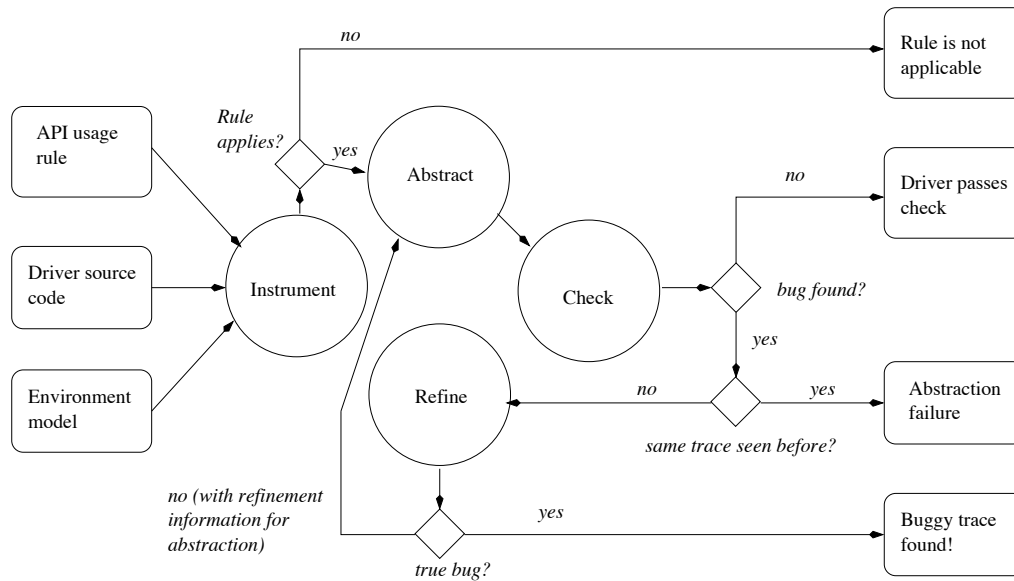 no
Rule is not
applicable
Rule
applies?
yes
API usage
rule
Abstract
no
Driver passes
check
Driver source
code
Instrument
Check
bug found?
yes
Environment
model
Refine
no
yes
Abstraction
failure
same trace seen before?
no (with refinement
information for
abstraction)
yes
Buggy trace
found!
true bug?